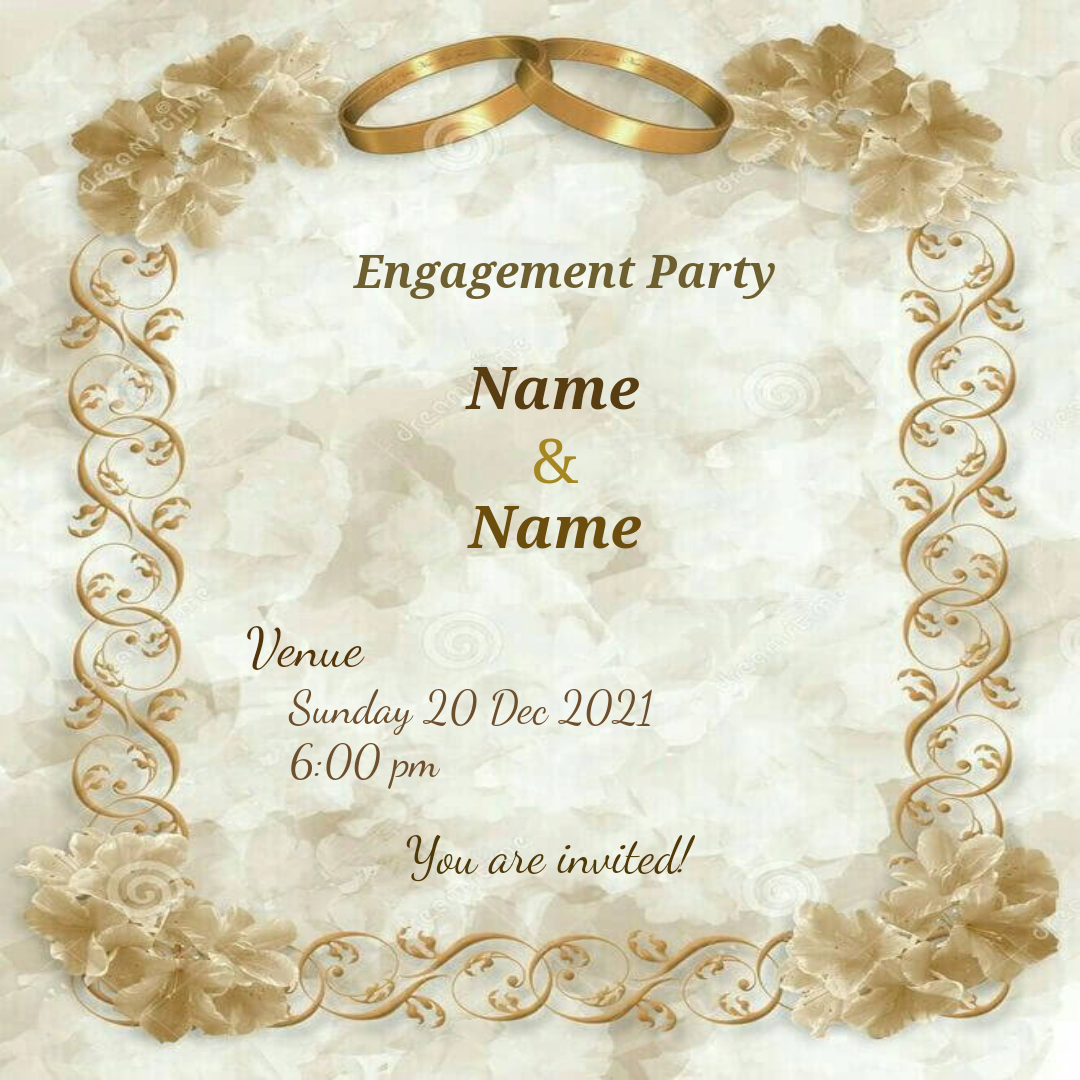 Engagement Party
Name
&
Name
Venue
Sunday 20 Dec 2021
6:00 pm
You are invited!